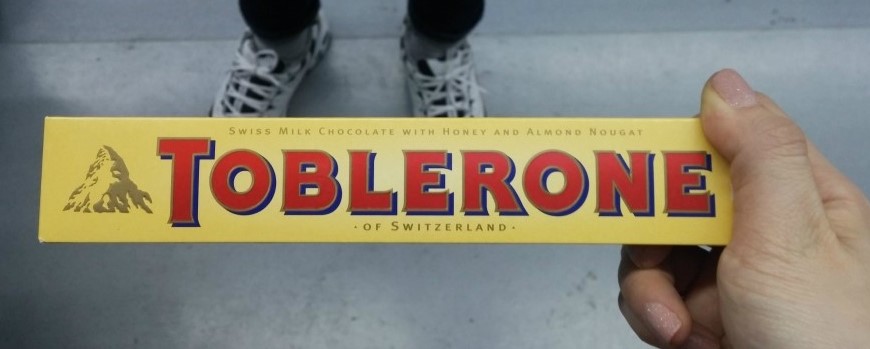 Swiss Milk Chocolate with Honey and Almond Nougat
TOBLERONE
· OF SWITZERLAND ·